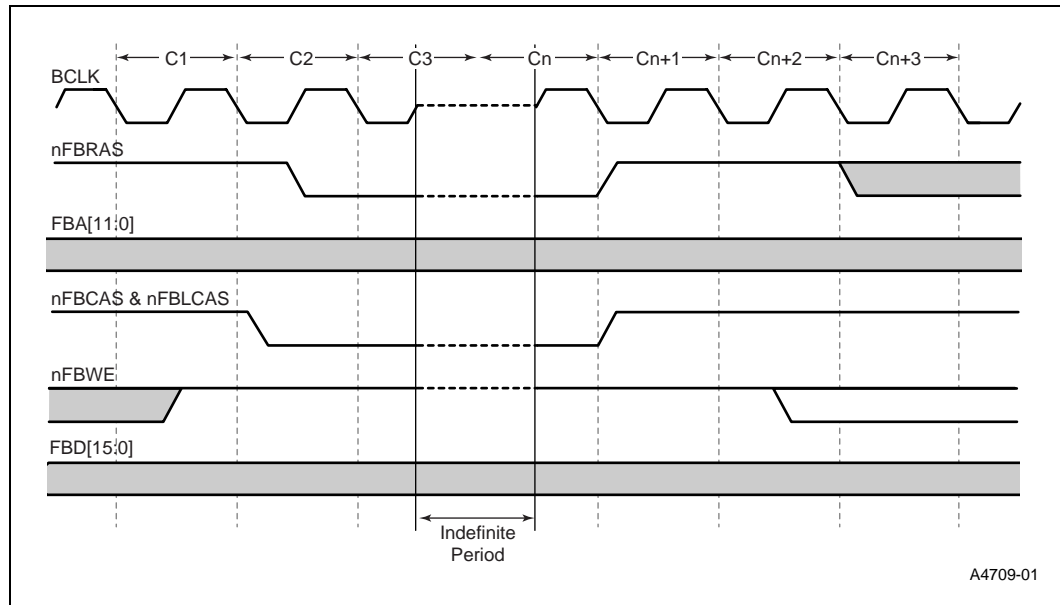 C1 C2 C3 Cn Cn+1 Cn+2 Cn+3
BCLK
nFBRAS
FBA[11:0]
nFBCAS & nFBLCAS
nFBWE
FBD[15:0]
Indefinite
Period
A4709-01